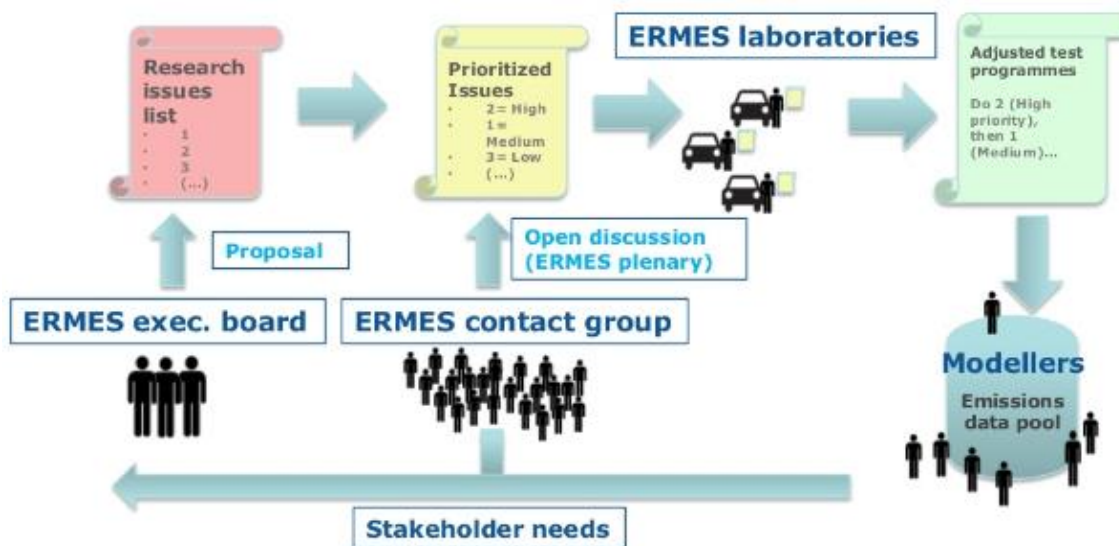 Research
issues
list
• 1
• 2
• 3
• (...)
Prioritized
Issues
• 2= High
• 1=
Medium
• 3= Low
• (...)
ERMES laboratories
Adjusted test
programmes
Do 2 (High
priority),
then 1
(Medium)...
Proposal
Open discussion
(ERMES plenary)
ERMES exec. board
ERMES contact group
Modellers
Emissions
data pool
Stakeholder needs